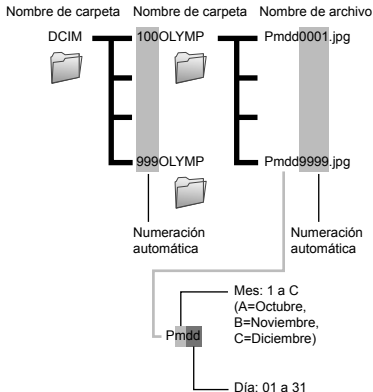 Nombre de carpeta Nombre de carpeta Nombre de archivo
DCIM 100OLYMP Pmdd0001.jpg
999OLYMP Pmdd9999.jpg
Numeración
automática
Numeración
automática
Mes: 1 a C
(A=Octubre,
B=Noviembre,
C=Diciembre)
Pmdd
Día: 01 a 31